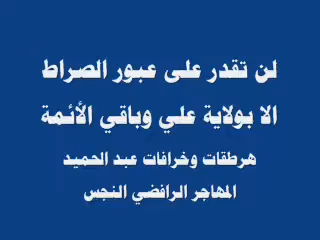 لن تقدر على عبور الصراط
الا بولاية علي وباقي الأئمة
هرطقات وخرافات عبد الحميد
المهاجر الرافضي النجس